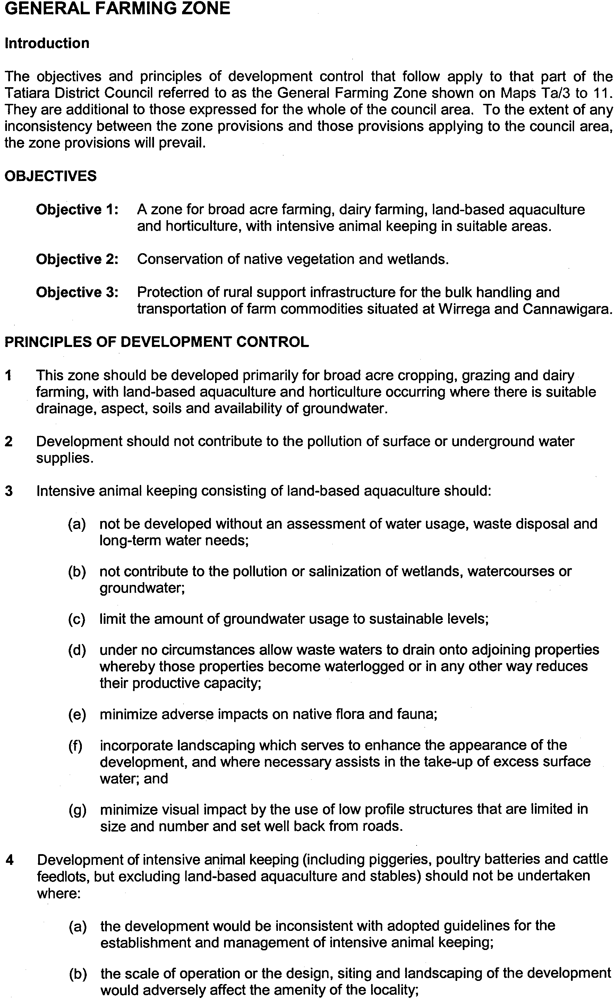 GENERAL FARMING ZONE
Introduction
The objectives and principles of development control that follow apply to that part of the
Tatiara District Council referred to as the General Farming Zone shown on Maps Ta/3 to 11.
They are additional to those expressed for the whole of the council area. To the extent of any
inconsistency between the zone provisions and those provisions applying to the council area,
the zone provisions will prevail.
OBJECTIVES
Objective 1: A zone for broad acre farming, dairy farming, land-based aquaculture
and horticulture, with intensive animal keeping in suitable areas.
Objective 2: Conservation of native vegetation and wetlands.
Objective 3: Protection of rural support infrastructure for the bulk handling and
transportation of farm commodities situated at Wirrega and Cannawigara.
PRINCIPLES OF DEVELOPMENT CONTROL
1 This zone should be developed primarily for broad acre cropping, grazing and dairy
farming, with land-based aquaculture and horticulture occurring where there is suitable
drainage, aspect, soils and availability of groundwater.
2 Development should not contribute to the pollution of surface or underground water
supplies.
3 Intensive animal keeping consisting of land-based aquaculture should:
(a) not be developed without an assessment of water usage, waste disposal and
long-term water needs;
(b) not contribute to the pollution or salinization of wetlands, watercourses or
groundwater;
(c) limit the amount of groundwater usage to sustainable levels;
(d) under no circumstances allow waste waters to drain onto adjoining properties
whereby those properties become waterlogged or in any other way reduces
their productive capacity;
(e) minimize adverse impacts on native flora and fauna;
(f) incorporate landscaping which serves to enhance the appearance of the
development, and where necessary assists in the take-up of excess surface
water; and
(g) minimize visual impact by the use of low profile structures that are limited in
size and number and set well back from roads.
4 Development of intensive animal keeping (including piggeries, poultry batteries and cattle
feedlots, but excluding land-based aquaculture and stables) should not be undertaken
where:
(a) the development would be inconsistent with adopted guidelines for the
establishment and management of intensive animal keeping;
(b) the scale of operation or the design, siting and landscaping of the development
would adversely affect the amenity of the locality;